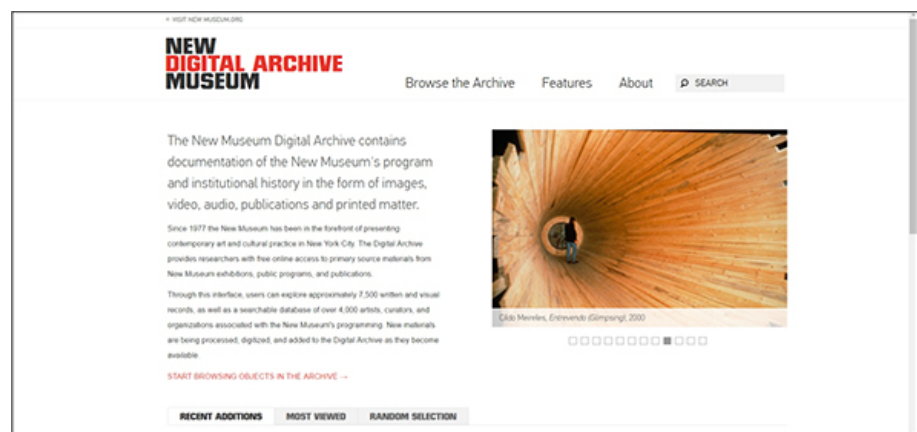 < VISIT NEW MUSEUM.ORG
NEW
DIGITAL ARCHIVE
MUSEUM
Browse the Archive Features About SEARCH
The New Museum Digital Archive contains
documentation of the New Museum's program
and institutional history in the form of images,
video, audio, publications and printed matter.
Since 1977 the New Museum has been in the forefront of presenting
contemporary art and cultural practice in New York City. The Digital Archive
provides researchers with free online access to primary source materials from
New Museum exhibitions, public programs, and publications.
Through this interface, users can explore approximately 7,500 written and visual
records, as well as a searchable database of over 4,000 artists, curators, and
organizations associated with the New Museum's programming. New materials
are being processed, digitized, and added to the Digital Archive as they become
available.
START BROWSING OBJECTS IN THE ARCHIVE →
Cildo Meireles, Entrevendo (Glimpsing), 2000
RECENT ADDITIONS MOST VIEWED RANDOM SELECTION